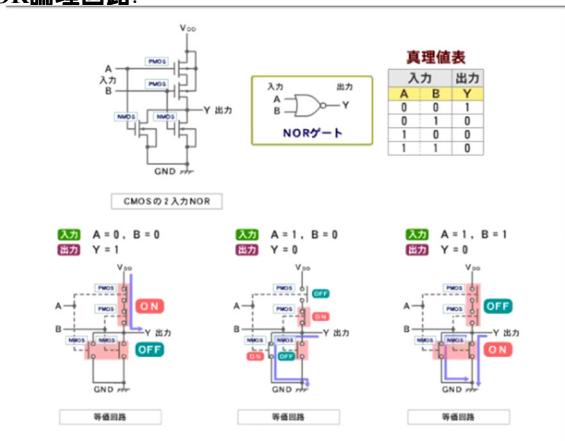 OR論理回路:
VDD
PMOS
A
入力
PMOS
B
NMOS
NMOS
Y 出力
GND
CMOSの2入力NOR
入力 出力
A
B
Y
NORゲート
真理値表
入力 出力
A B Y
0 0 1
0 1 0
1 0 0
1 1 0
入力 A = 0 , B = 0
出力 Y = 1
VDD
PMOS
A
ON
PMOS
B
Y 出力
NMOS NMOS
OFF
GND
等価回路
入力 A = 1 , B = 0
出力 Y = 0
VDD
PMOS
OFF
A
PMOS
ON
B
Y 出力
NMOS NMOS
ON OFF
GND
等価回路
入力 A = 1 , B = 1
出力 Y = 0
VDD
PMOS
A
OFF
PMOS
B
Y 出力
NMOS NMOS
ON
GND
等価回路